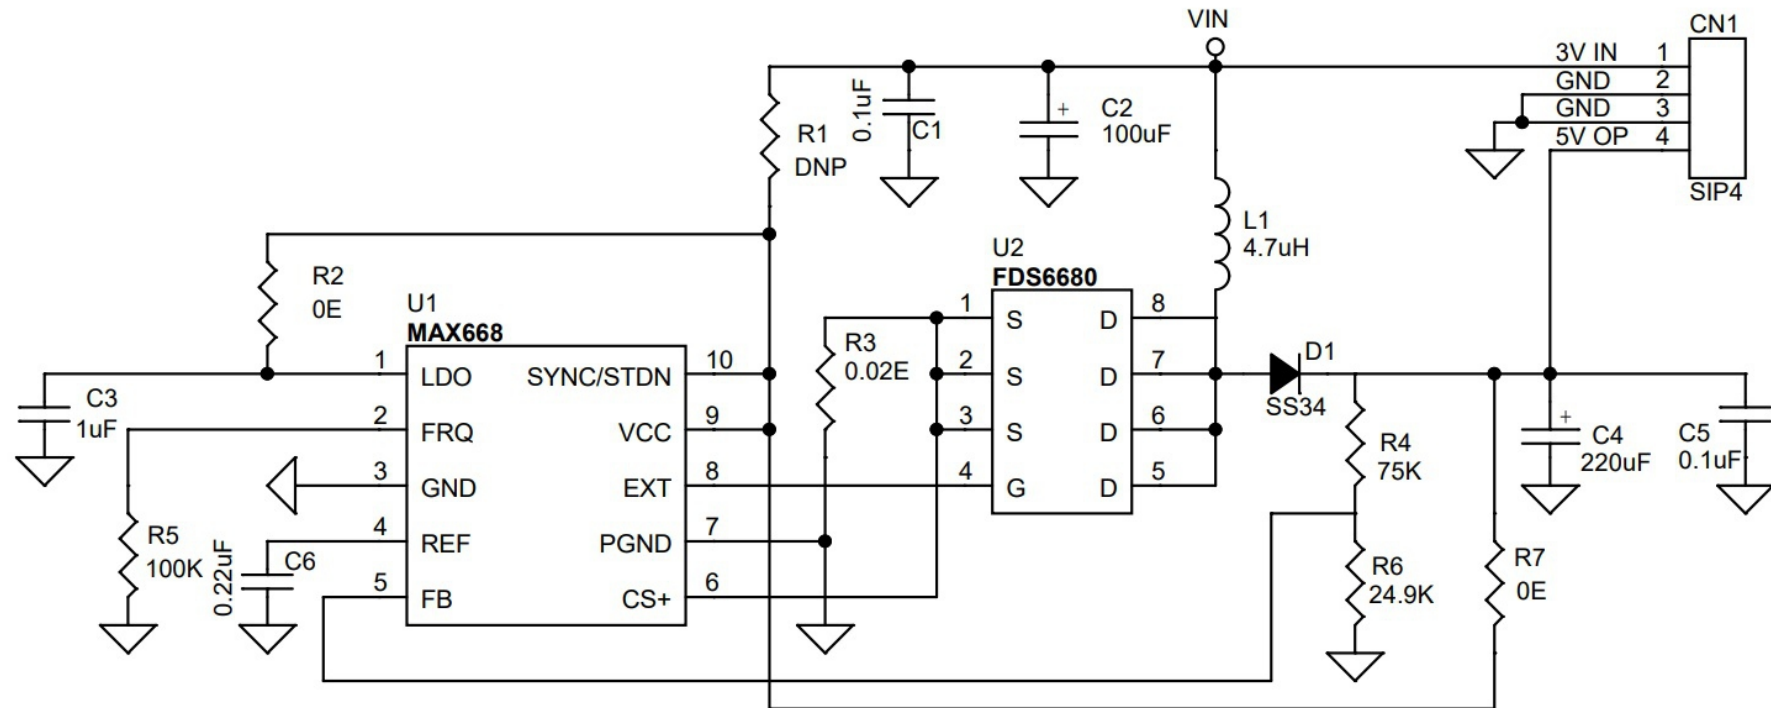 VIN
CN1
3V IN 1
GND 2
GND 3
5V OP 4
SIP4
0.1uF
C1
+
C2
100uF
R1
DNP
L1
4.7uH
R2
0E
U1
MAX668
U2
FDS6680
1 S D 8
2 S D 7
3 S D 6
4 G D 5
R3
0.02E
D1
SS34
1 LDO SYNC/STDN 10
2 FRQ VCC 9
3 GND EXT 8
4 REF PGND 7
5 FB CS+ 6
C3
1uF
R5
100K
0.22uF
C6
R4
75K
R6
24.9K
R7
0E
+
C4
220uF
C5
0.1uF